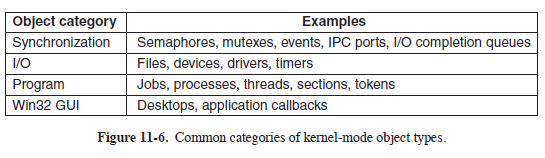 Object category Examples
Synchronization Semaphores, mutexes, events, IPC ports, I/O completion queues
I/O Files, devices, drivers, timers
Program Jobs, processes, threads, sections, tokens
Win32 GUI Desktops, application callbacks
Figure 11-6. Common categories of kernel-mode object types.